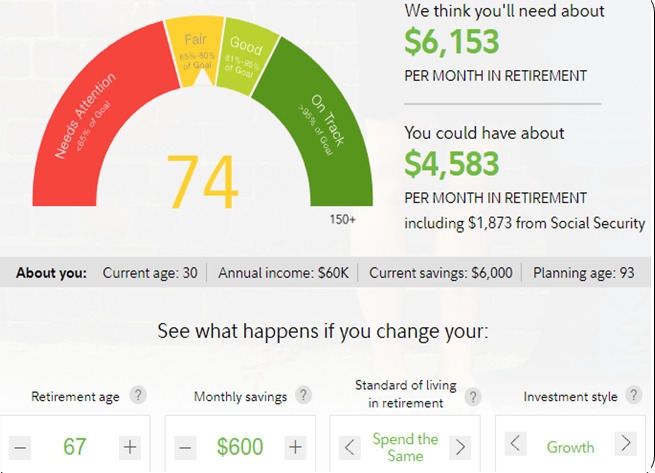 We think you'll need about
$6,153
PER MONTH IN RETIREMENT
You could have about
$4,583
PER MONTH IN RETIREMENT
including $1,873 from Social Security
Needs Attention
<65% of Goal
Fair
65%-80%
of Goal
Good
81%-95%
of Goal
On Track
>95% of Goal
74
150+
About you: Current age: 30 Annual income: $60K Current savings: $6,000 Planning age: 93
See what happens if you change your:
Retirement age ?
− 67 +
Monthly savings ?
− $600 +
Standard of living
in retirement ?
< Spend the
Same >
Investment style ?
< Growth >